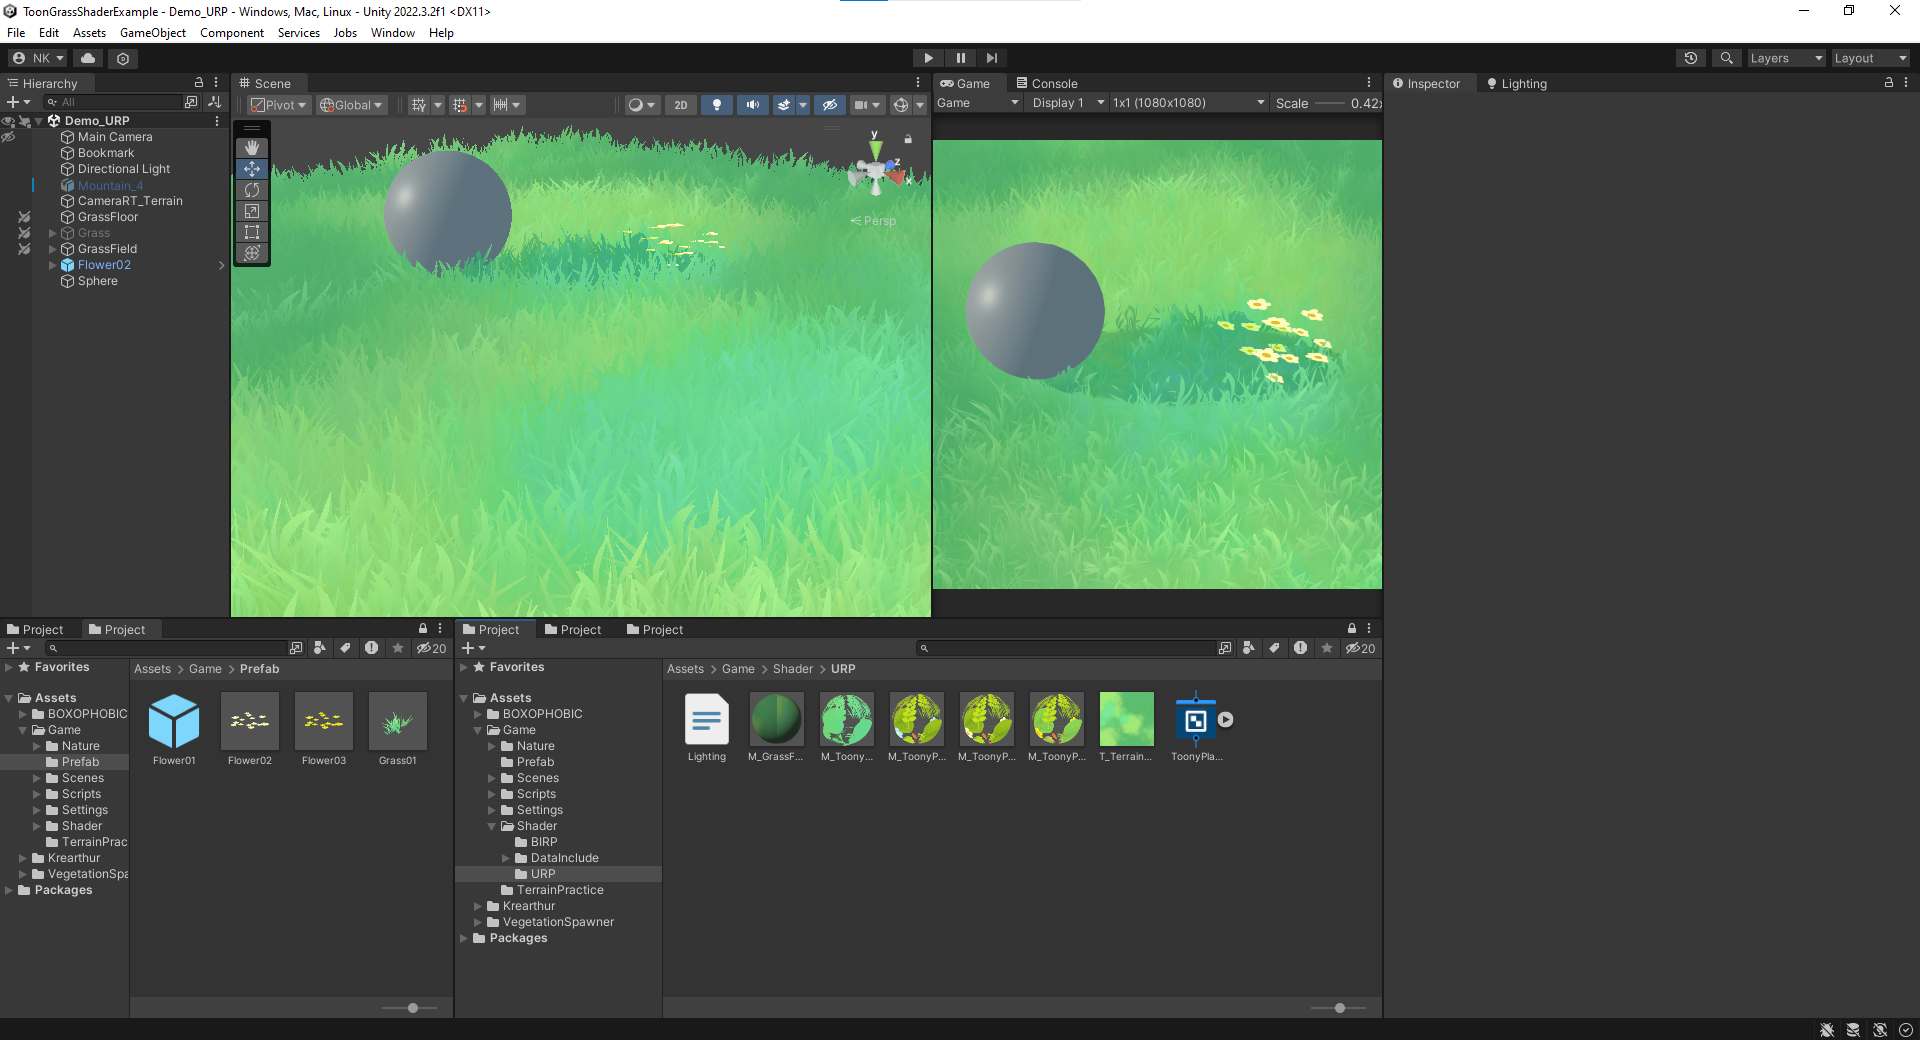 ToonGrassShaderExample - Demo_URP - Windows, Mac, Linux - Unity 2022.3.2f1 <DX11>
File Edit Assets GameObject Component Services Jobs Window Help
NK
Layers
Layout
Hierarchy
All
Demo_URP
Main Camera
Bookmark
Directional Light
Mountain_4
CameraRT_Terrain
GrassFloor
Grass
GrassField
Flower02
Sphere
Scene
Pivot
Global
2D
y
z
x
Persp
Game
Console
Game
Display 1
1x1 (1080x1080)
Scale
0.42x
Inspector
Lighting
Project
Project
20
Favorites
Assets
BOXOPHOBIC
Game
Nature
Prefab
Scenes
Scripts
Settings
Shader
TerrainPrac
Krearthur
VegetationSpa
Packages
Assets > Game > Prefab
Flower01
Flower02
Flower03
Grass01
Project
Project
Project
20
Favorites
Assets
BOXOPHOBIC
Game
Nature
Prefab
Scenes
Scripts
Settings
Shader
BIRP
DataInclude
URP
TerrainPractice
Krearthur
VegetationSpawner
Packages
Assets > Game > Shader > URP
Lighting
M_GrassF...
M_Toony...
M_ToonyP...
M_ToonyP...
M_ToonyP...
T_Terrain...
ToonyPla...